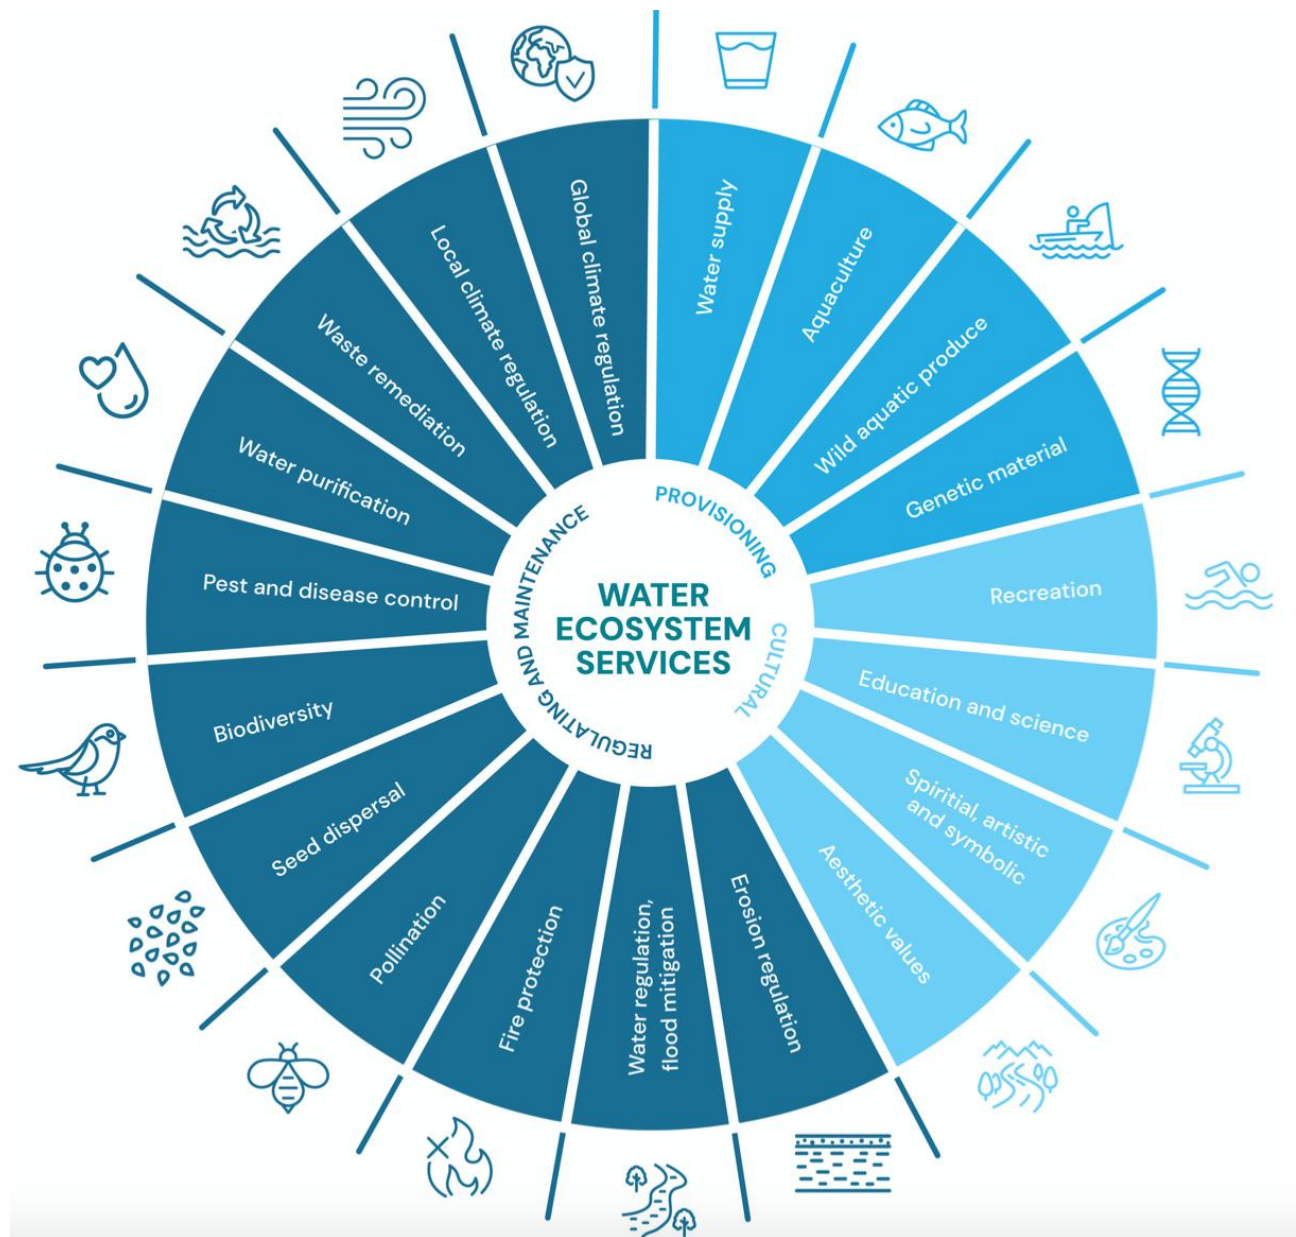 WATER
ECOSYSTEM
SERVICES
PROVISIONING
CULTURAL
REGULATING AND MAINTENANCE
Water supply
Aquaculture
Wild aquatic produce
Genetic material
Recreation
Education and science
Spiritial, artistic
and symbolic
Aesthetic values
Erosion regulation
Water regulation,
flood mitigation
Fire protection
Pollination
Seed dispersal
Biodiversity
Pest and disease control
Water purification
Waste remediation
Local climate regulation
Global climate regulation